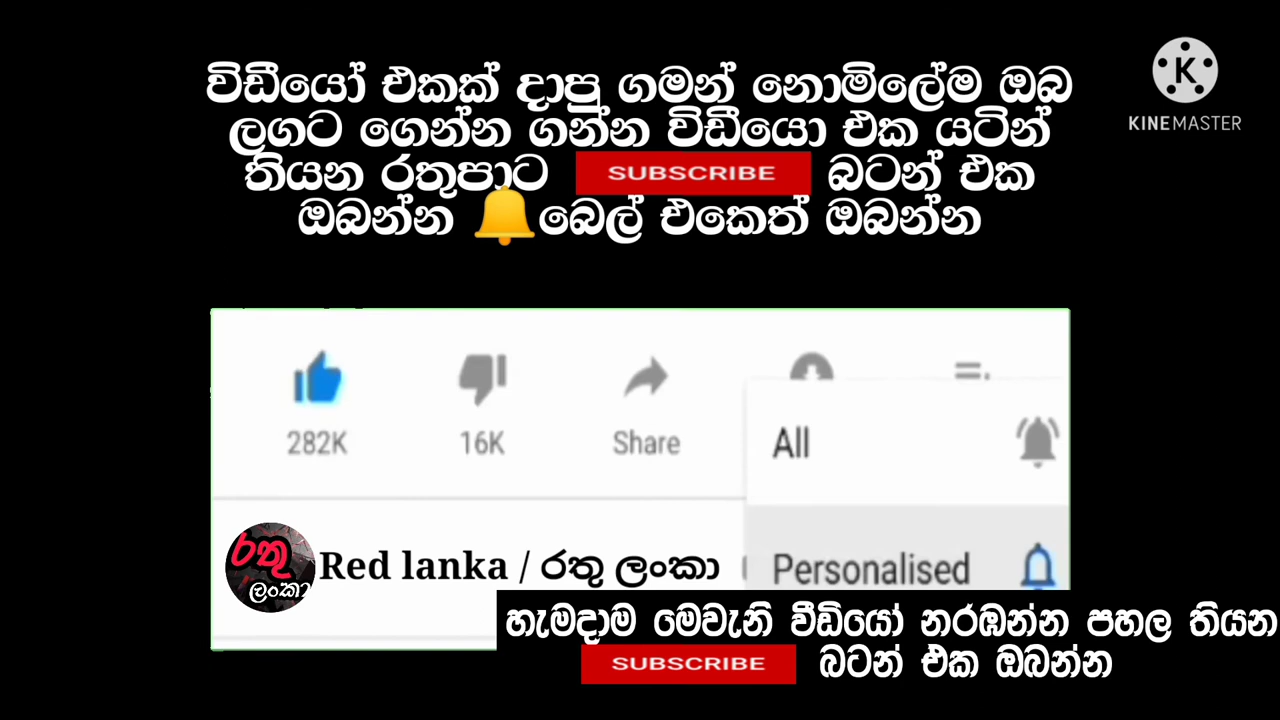 විඩීයෝ එකක් දාපු ගමන් නොමිලේම ඔබ
ලගට ගෙන්න ගන්න විඩීයො එක යටින්
තියන රතුපාට SUBSCRIBE බටන් එක
ඔබන්න 🔔බෙල් එකෙත් ඔබන්න
KINEMASTER
282K
16K
Share
All
රතු
ලංකා
Red lanka / රතු ලංකා
Personalised
හැමදාම මෙවැනි වීඩියෝ නරඹන්න පහල තියන
SUBSCRIBE බටන් එක ඔබන්න